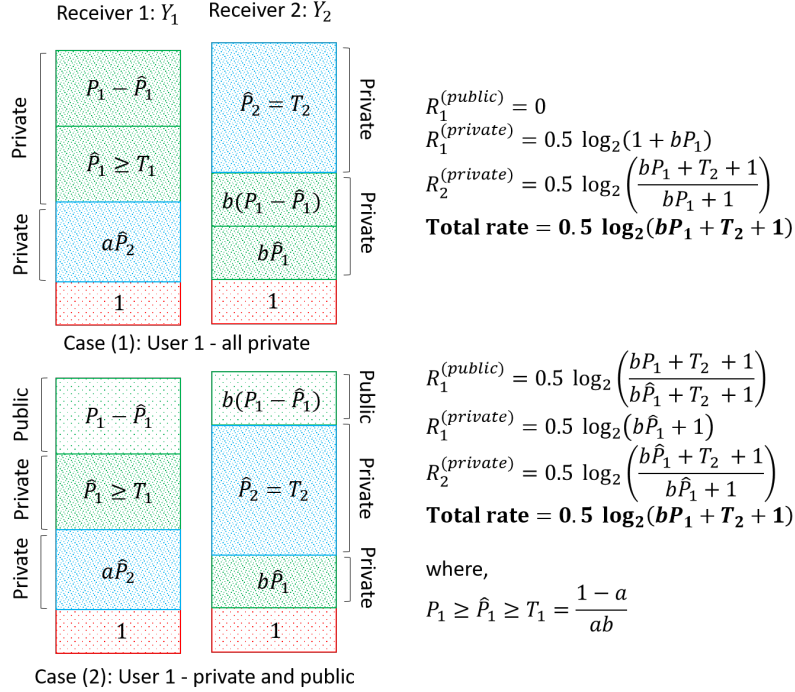 Receiver 1: Y₁
Receiver 2: Y₂
Private
P₁ − P̂₁
P̂₁ ≥ T₁
Private
aP̂₂
1
P̂₂ = T₂
Private
b(P₁ − P̂₁)
bP̂₁
Private
1
Case (1): User 1 - all private
R₁^(public) = 0
R₁^(private) = 0.5 log₂(1 + bP₁)
R₂^(private) = 0.5 log₂((bP₁ + T₂ + 1)/(bP₁ + 1))
Total rate = 0.5 log₂(bP₁ + T₂ + 1)
Public
P₁ − P̂₁
Private
P̂₁ ≥ T₁
Private
aP̂₂
1
b(P₁ − P̂₁)
Public
P̂₂ = T₂
Private
bP̂₁
Private
1
Case (2): User 1 - private and public
R₁^(public) = 0.5 log₂((bP₁ + T₂ + 1)/(bP̂₁ + T₂ + 1))
R₁^(private) = 0.5 log₂(bP̂₁ + 1)
R₂^(private) = 0.5 log₂((bP̂₁ + T₂ + 1)/(bP̂₁ + 1))
Total rate = 0.5 log₂(bP₁ + T₂ + 1)
where,
P₁ ≥ P̂₁ ≥ T₁ = (1 − a)/(ab)